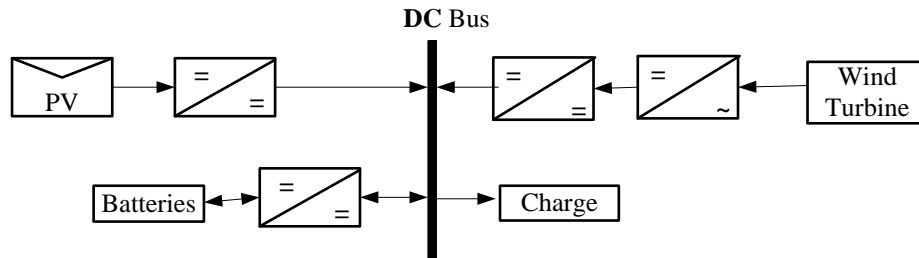 DC Bus
PV
=
=
=
=
=
~
Wind
Turbine
Batteries
=
=
Charge